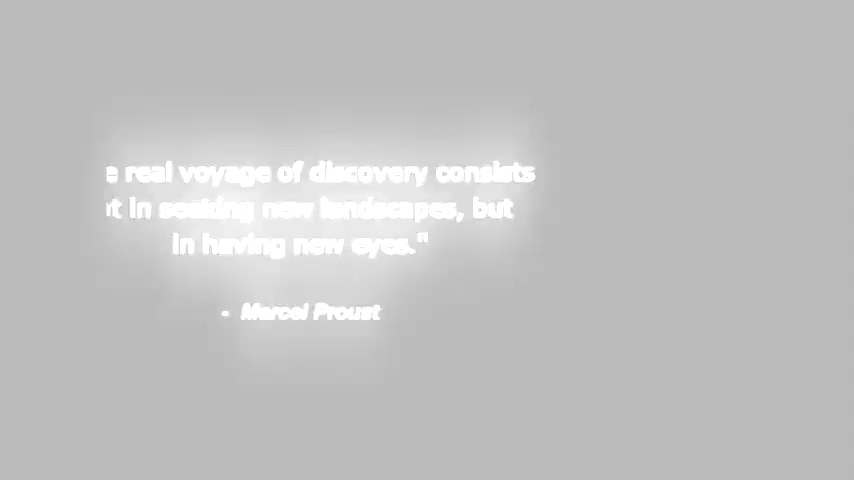 e real voyage of discovery consists
t in seeking new landscapes, but
in having new eyes."
- Marcel Proust